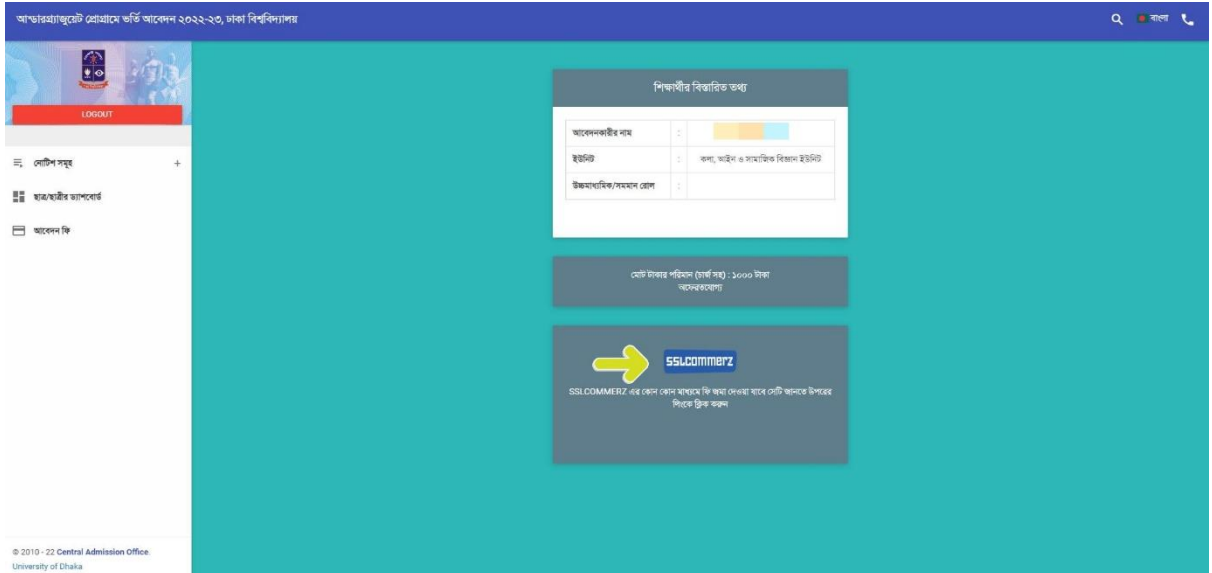 আন্ডারগ্র্যাজুয়েট প্রোগ্রামে ভর্তি আবেদন ২০২২-২৩, ঢাকা বিশ্ববিদ্যালয়
বাংলা
LOGOUT
নোটিশ সমূহ +
ছাত্র/ছাত্রীর ড্যাশবোর্ড
আবেদন ফি
শিক্ষার্থীর বিস্তারিত তথ্য
আবেদনকারীর নাম :
ইউনিট : কলা, আইন ও সামাজিক বিজ্ঞান ইউনিট
উচ্চমাধ্যমিক/সমমান রোল :
মোট টাকার পরিমান (চার্জ সহ) : ১০০০ টাকা
অফেরতযোগ্য
SSLCOMMERZ
SSLCOMMERZ এর কোন কোন মাধ্যমে ফি জমা দেওয়া যাবে সেটি জানতে উপরের
লিংকে ক্লিক করুন
© 2010 - 22 Central Admission Office
University of Dhaka